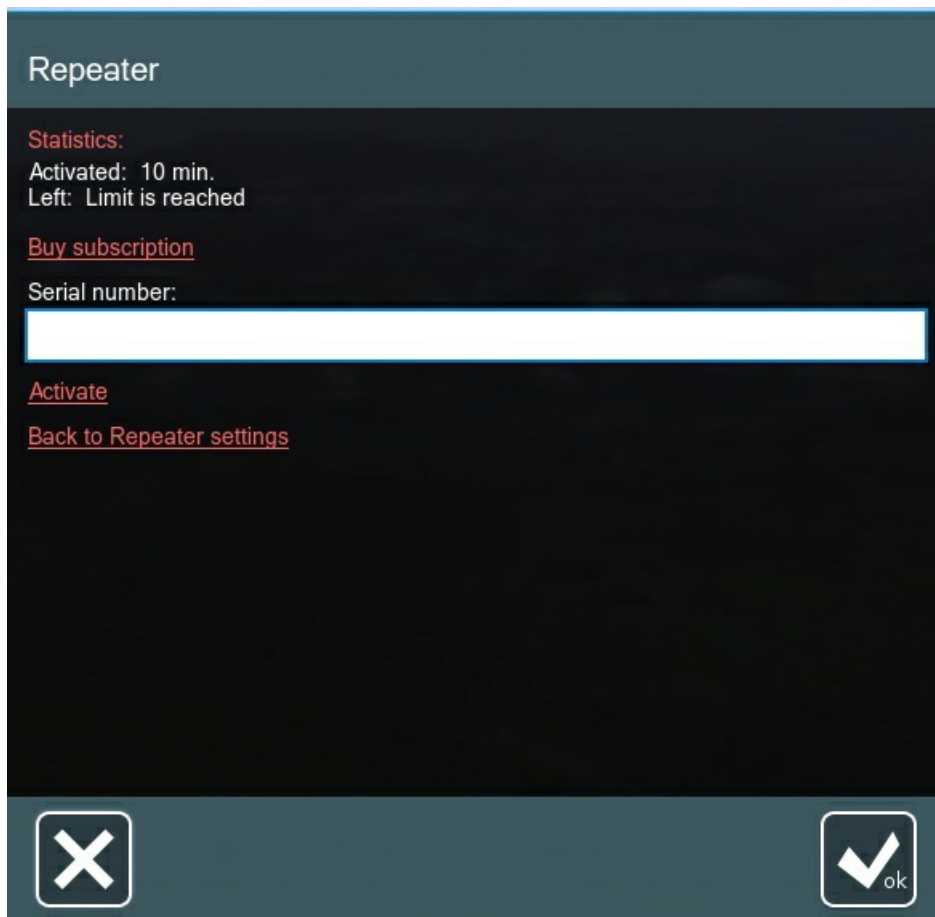 Repeater
Statistics:
Activated: 10 min.
Left: Limit is reached
Buy subscription
Serial number:
Activate
Back to Repeater settings
ok